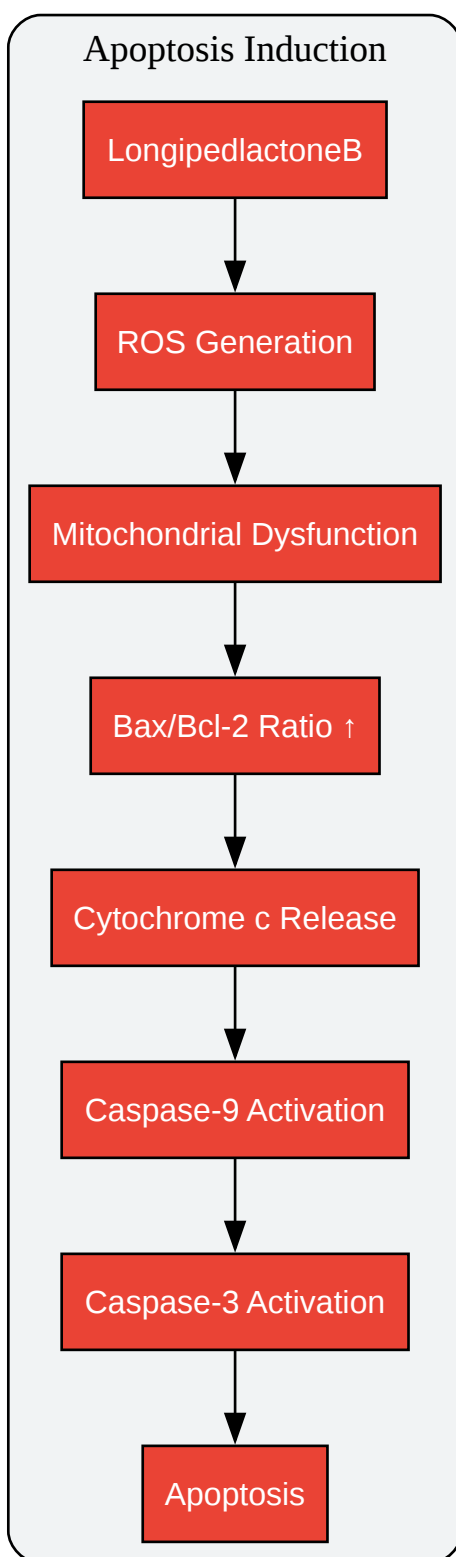 Apoptosis Induction
LongipedlactoneB
ROS Generation
Mitochondrial Dysfunction
Bax/Bcl-2 Ratio ↑
Cytochrome c Release
Caspase-9 Activation
Caspase-3 Activation
Apoptosis